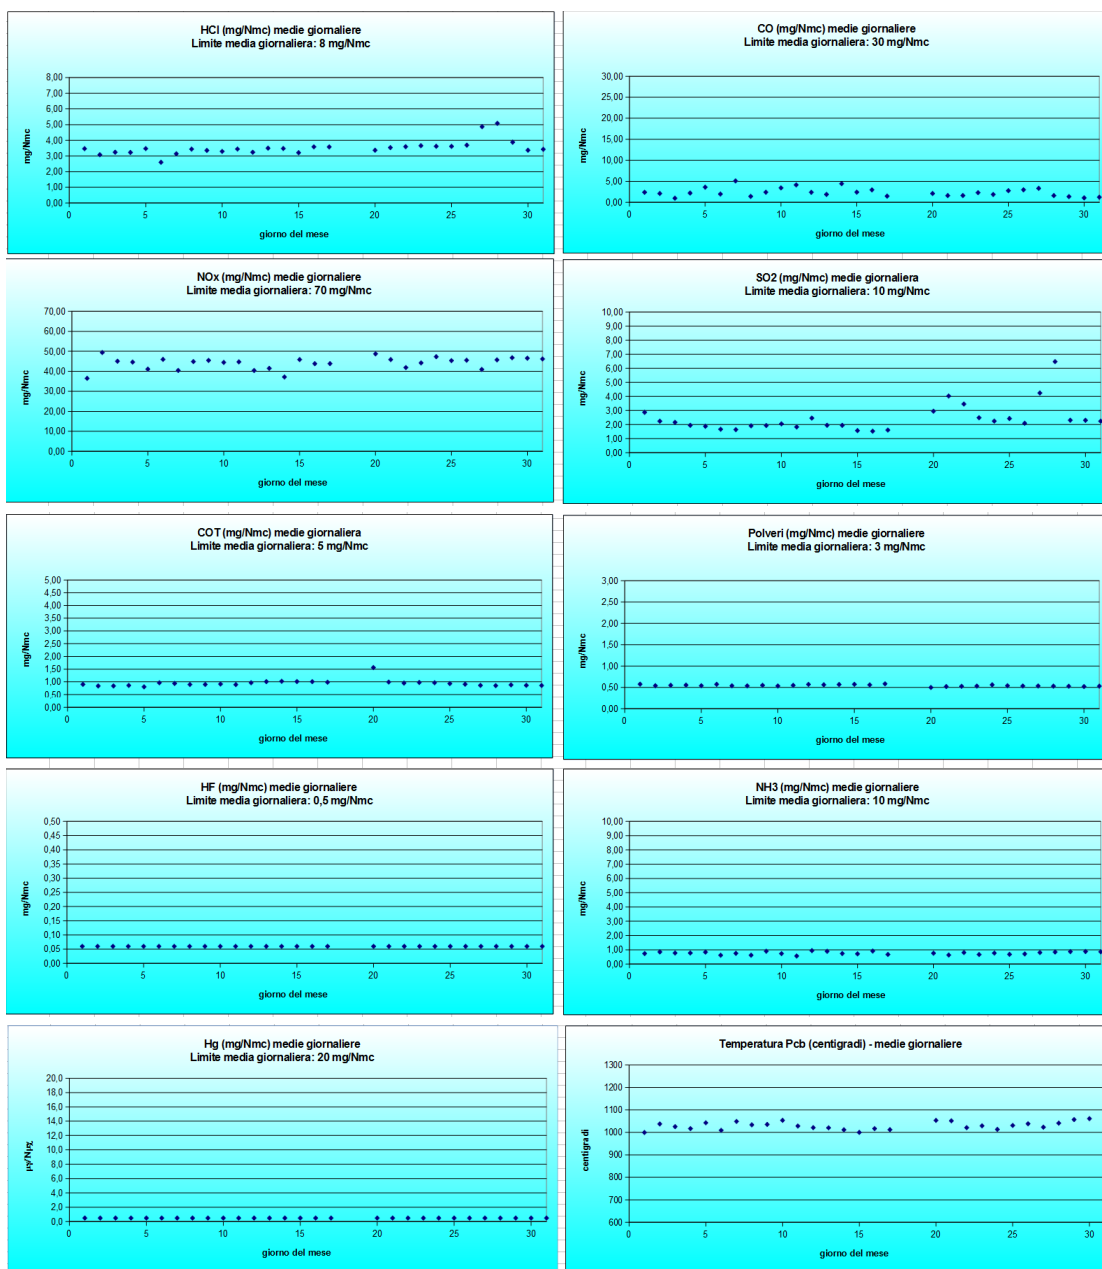 HCl (mg/Nmc) medie giornaliere
Limite media giornaliera: 8 mg/Nmc
8,00
7,00
6,00
5,00
4,00
3,00
2,00
1,00
0,00
mg/Nmc
0 5 10 15 20 25 30
giorno del mese
CO (mg/Nmc) medie giornaliere
Limite media giornaliera: 30 mg/Nmc
30,00
25,00
20,00
15,00
10,00
5,00
0,00
mg/Nmc
0 5 10 15 20 25 30
giorno del mese
NOx (mg/Nmc) medie giornaliere
Limite media giornaliera: 70 mg/Nmc
70,00
60,00
50,00
40,00
30,00
20,00
10,00
0,00
mg/Nmc
0 5 10 15 20 25 30
giorno del mese
SO2 (mg/Nmc) medie giornaliera
Limite media giornaliera: 10 mg/Nmc
10,00
9,00
8,00
7,00
6,00
5,00
4,00
3,00
2,00
1,00
0,00
mg/Nmc
0 5 10 15 20 25 30
giorno del mese
COT (mg/Nmc) medie giornaliera
Limite media giornaliera: 5 mg/Nmc
5,00
4,50
4,00
3,50
3,00
2,50
2,00
1,50
1,00
0,50
0,00
mg/Nmc
0 5 10 15 20 25 30
giorno del mese
Polveri (mg/Nmc) medie giornaliere
Limite media giornaliera: 3 mg/Nmc
3,00
2,50
2,00
1,50
1,00
0,50
0,00
mg/Nmc
0 5 10 15 20 25 30
giorno del mese
HF (mg/Nmc) medie giornaliere
Limite media giornaliera: 0,5 mg/Nmc
0,50
0,45
0,40
0,35
0,30
0,25
0,20
0,15
0,10
0,05
0,00
mg/Nmc
0 5 10 15 20 25 30
giorno del mese
NH3 (mg/Nmc) medie giornaliere
Limite media giornaliera: 10 mg/Nmc
10,00
9,00
8,00
7,00
6,00
5,00
4,00
3,00
2,00
1,00
0,00
mg/Nmc
0 5 10 15 20 25 30
giorno del mese
Hg (mg/Nmc) medie giornaliere
Limite media giornaliera: 20 mg/Nmc
20,0
18,0
16,0
14,0
12,0
10,0
8,0
6,0
4,0
2,0
0,0
μγ/Νμχ
0 5 10 15 20 25 30
giorno del mese
Temperatura Pcb (centigradi) - medie giornaliere
1300
1200
1100
1000
900
800
700
600
centigradi
0 5 10 15 20 25 30
giorno del mese